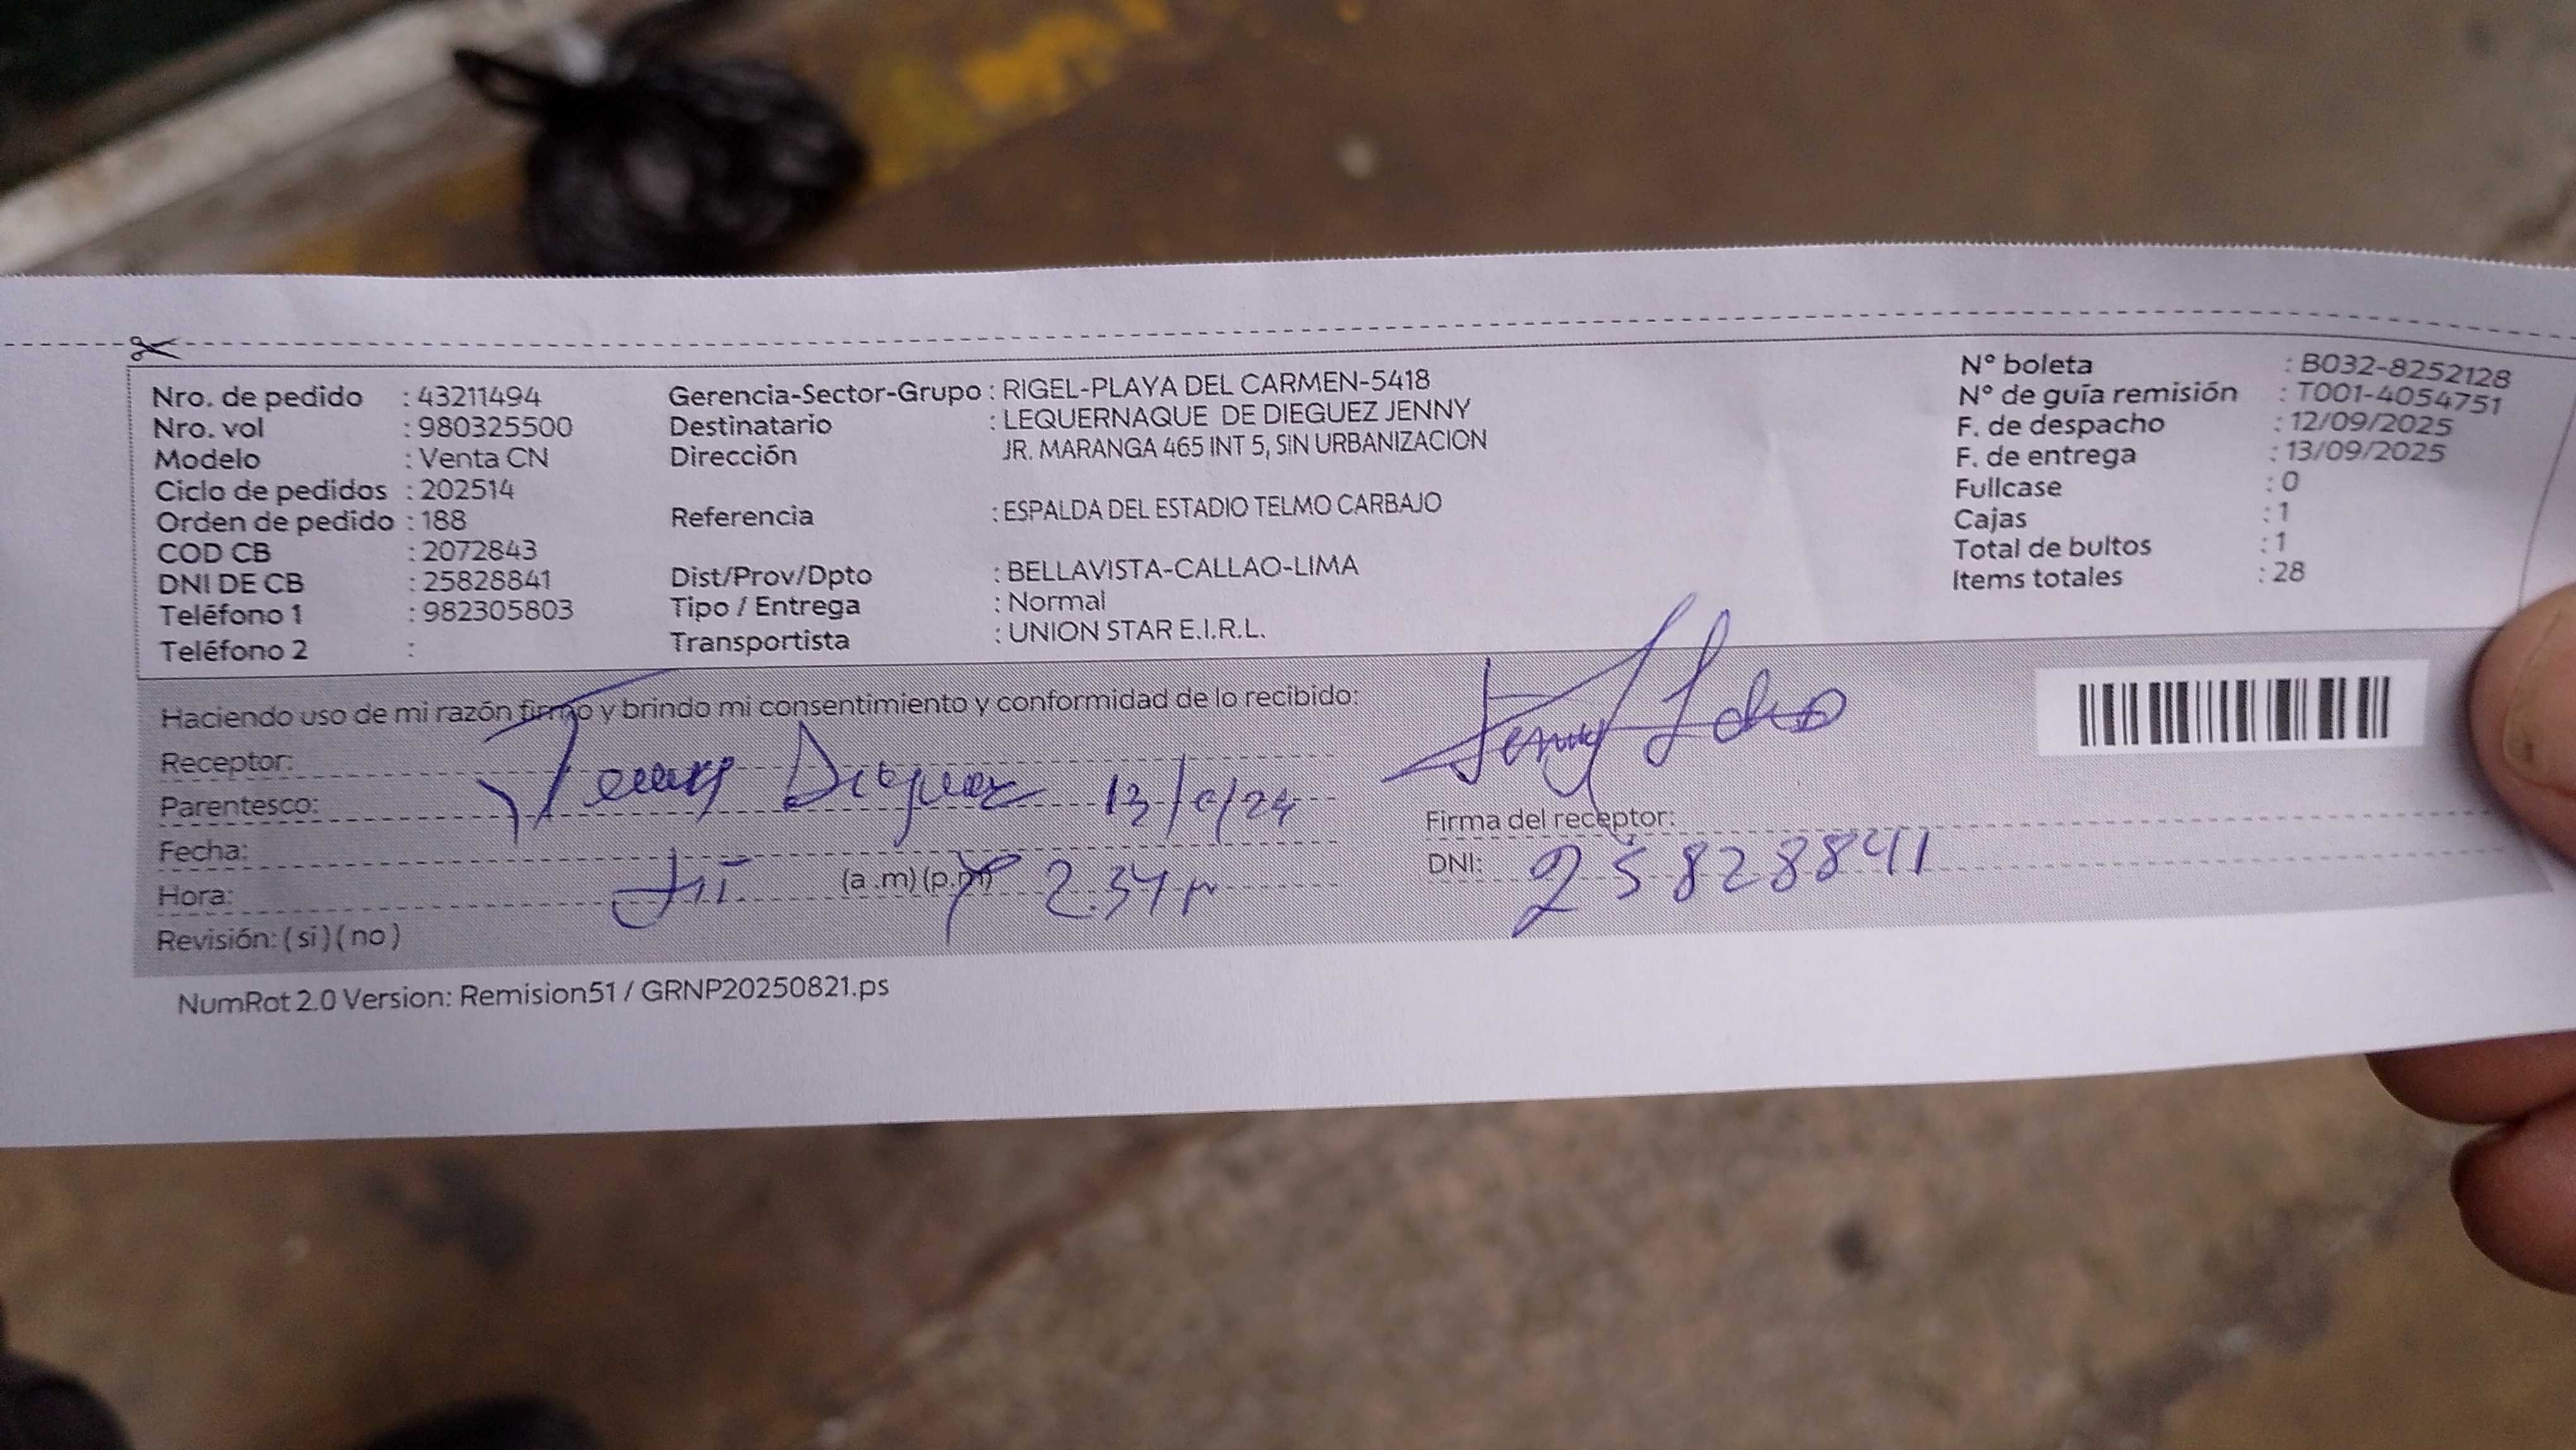 Nro. de pedido : 43211494
Nro. vol : 980325500
Modelo : Venta CN
Ciclo de pedidos : 202514
Orden de pedido : 188
COD CB : 2072843
DNI DE CB : 25828841
Teléfono 1 : 982305803
Teléfono 2 :
Gerencia-Sector-Grupo : RIGEL-PLAYA DEL CARMEN-5418
Destinatario : LEQUERNAQUE DE DIEGUEZ JENNY
Dirección JR. MARANGA 465 INT 5, SIN URBANIZACION
Referencia : ESPALDA DEL ESTADIO TELMO CARBAJO
Dist/Prov/Dpto : BELLAVISTA-CALLAO-LIMA
Tipo / Entrega : Normal
Transportista : UNION STAR E.I.R.L.
N° boleta : B032-8252128
N° de guía remisión : T001-4054751
F. de despacho : 12/09/2025
F. de entrega : 13/09/2025
Fullcase : 0
Cajas : 1
Total de bultos : 1
Items totales : 28
Haciendo uso de mi razón firmo y brindo mi consentimiento y conformidad de lo recibido:
Receptor:
Parentesco: Jenny Dieguez
Fecha:
Hora: (a.m) (p.m) 2.34 p
Revisión: ( si ) ( no )
Jenny
Firma del receptor:
DNI: 25828841
NumRot 2.0 Version: Remision51 / GRNP20250821.ps